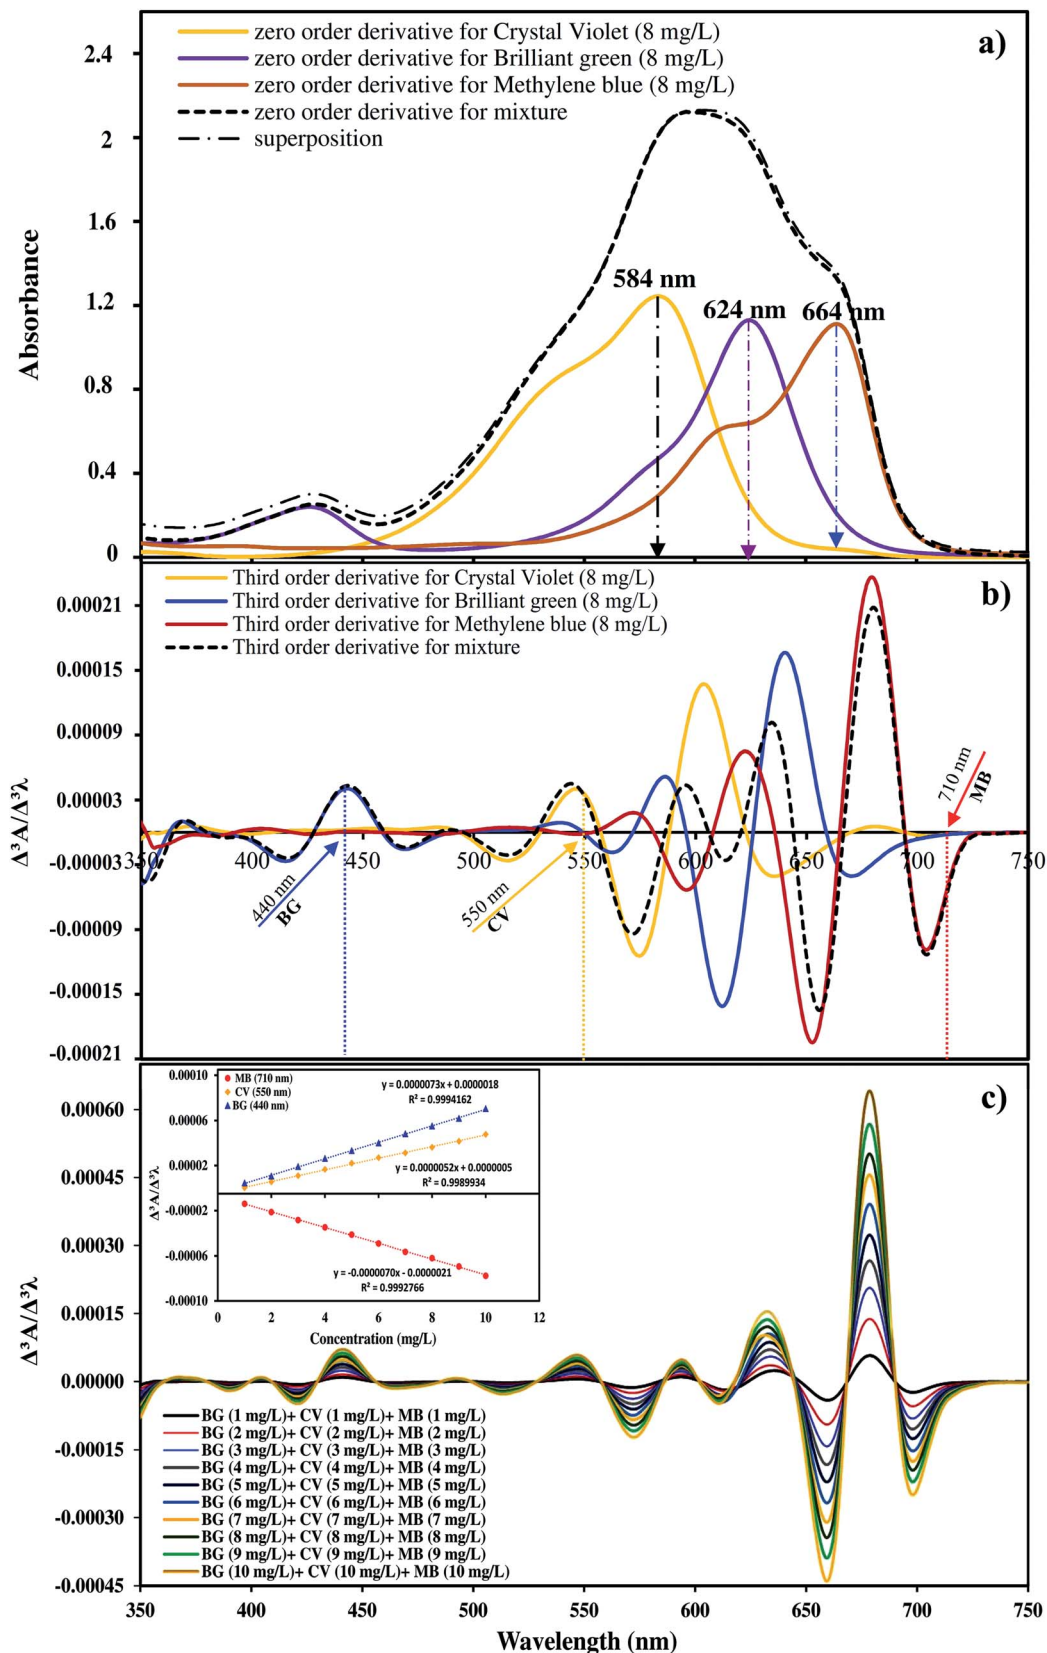 a)
zero order derivative for Crystal Violet (8 mg/L)
zero order derivative for Brilliant green (8 mg/L)
zero order derivative for Methylene blue (8 mg/L)
zero order derivative for mixture
superposition
2.4
2
1.6
1.2
0.8
0.4
0
Absorbance
584 nm
624 nm
664 nm
b)
Third order derivative for Crystal Violet (8 mg/L)
Third order derivative for Brilliant green (8 mg/L)
Third order derivative for Methylene blue (8 mg/L)
Third order derivative for mixture
0.00021
0.00015
0.00009
0.00003
-0.00003
-0.00009
-0.00015
-0.00021
Δ³A/Δ³λ
350 400 450 500 550 600 650 700 750
440 nm
BG
550 nm
CV
710 nm
MB
c)
MB (710 nm)
CV (550 nm)
BG (440 nm)
0.00010
0.00006
0.00002
-0.00002
-0.00006
-0.00010
Δ³A/Δ³λ
y = 0.0000073x + 0.0000018
R² = 0.9994162
y = 0.0000052x + 0.0000005
R² = 0.9989934
y = -0.0000070x - 0.0000021
R² = 0.9992766
0 2 4 6 8 10 12
Concentration (mg/L)
0.00060
0.00045
0.00030
0.00015
0.00000
-0.00015
-0.00030
-0.00045
Δ³A/Δ³λ
BG (1 mg/L)+ CV (1 mg/L)+ MB (1 mg/L)
BG (2 mg/L)+ CV (2 mg/L)+ MB (2 mg/L)
BG (3 mg/L)+ CV (3 mg/L)+ MB (3 mg/L)
BG (4 mg/L)+ CV (4 mg/L)+ MB (4 mg/L)
BG (5 mg/L)+ CV (5 mg/L)+ MB (5 mg/L)
BG (6 mg/L)+ CV (6 mg/L)+ MB (6 mg/L)
BG (7 mg/L)+ CV (7 mg/L)+ MB (7 mg/L)
BG (8 mg/L)+ CV (8 mg/L)+ MB (8 mg/L)
BG (9 mg/L)+ CV (9 mg/L)+ MB (9 mg/L)
BG (10 mg/L)+ CV (10 mg/L)+ MB (10 mg/L)
350 400 450 500 550 600 650 700 750
Wavelength (nm)